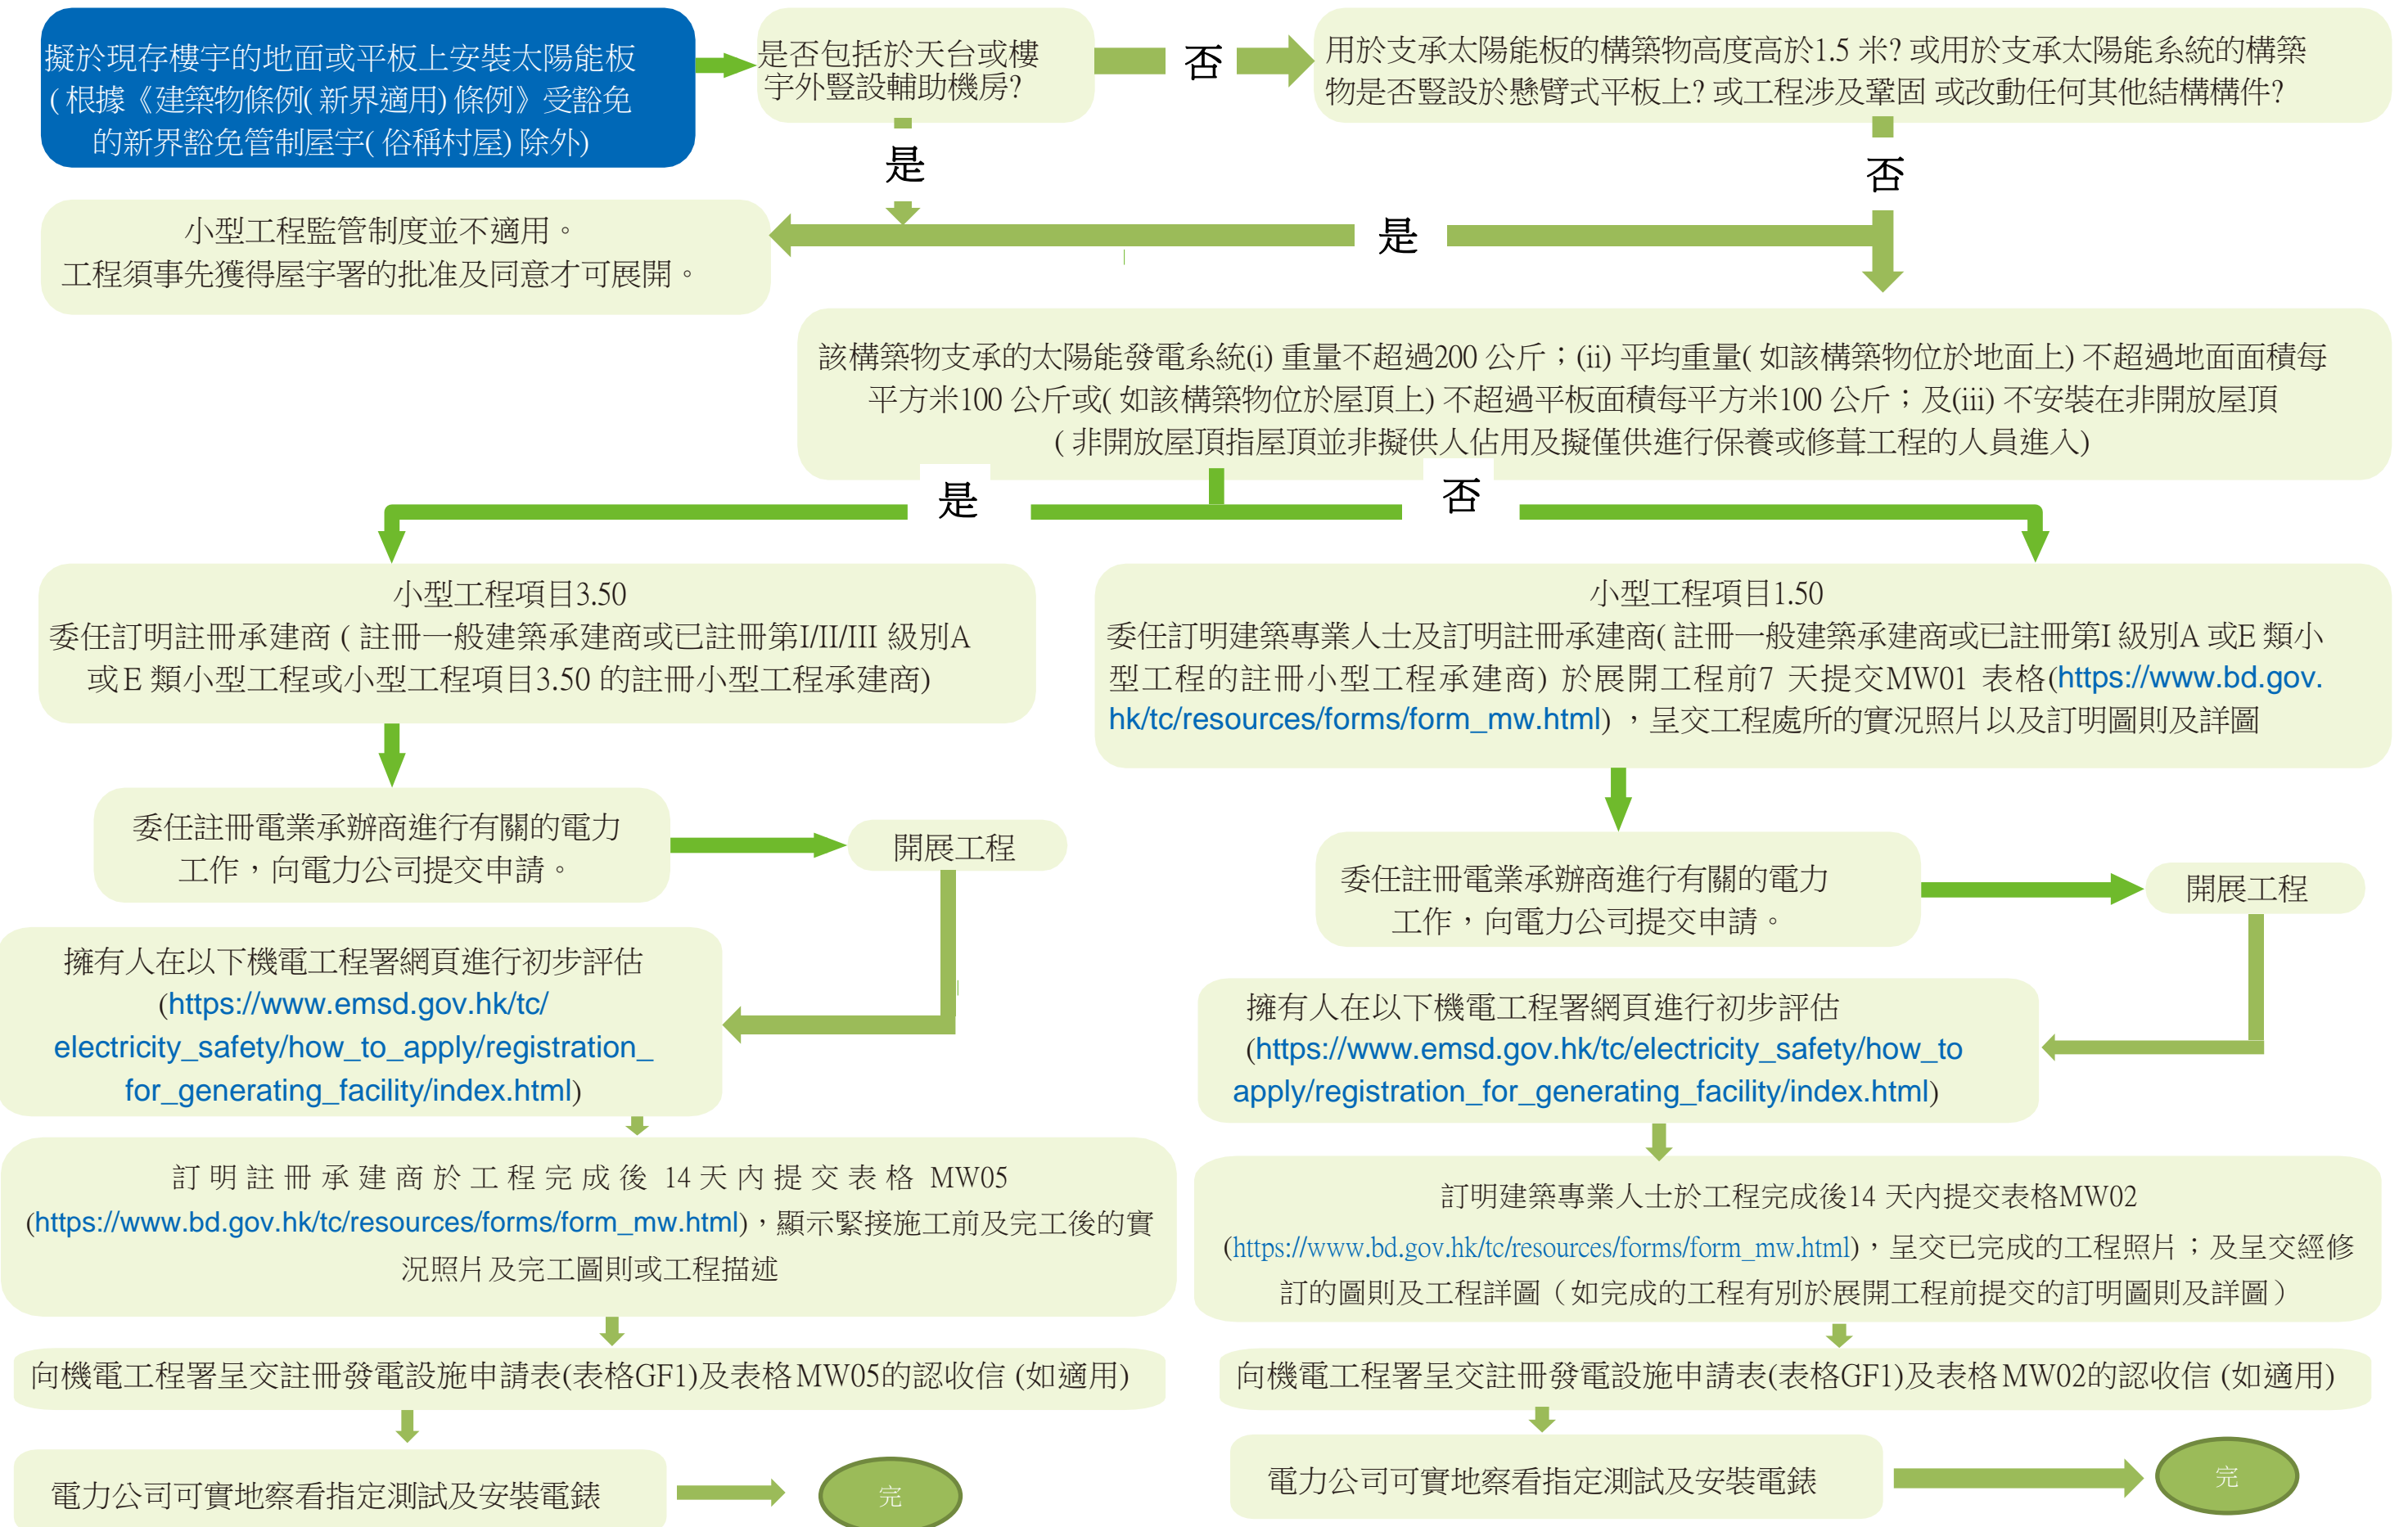 擬於現存樓宇的地面或平板上安裝太陽能板
(根據《建築物條例(新界適用)條例》受豁免
的新界豁免管制屋宇(俗稱村屋)除外)
是否包括於天台或樓
宇外豎設輔助機房?
否
用於支承太陽能板的構築物高度高於1.5 米? 或用於支承太陽能系統的構築
物是否豎設於懸臂式平板上? 或工程涉及鞏固 或改動任何其他結構構件?
是
否
小型工程監管制度並不適用。
工程須事先獲得屋宇署的批准及同意才可展開。
是
該構築物支承的太陽能發電系統(i) 重量不超過200 公斤；(ii) 平均重量( 如該構築物位於地面上) 不超過地面面積每
平方米100 公斤或( 如該構築物位於屋頂上) 不超過平板面積每平方米100 公斤；及(iii) 不安裝在非開放屋頂
( 非開放屋頂指屋頂並非擬供人佔用及擬僅供進行保養或修葺工程的人員進入)
是
否
小型工程項目3.50
委任訂明註冊承建商 ( 註冊一般建築承建商或已註冊第I/II/III 級別A
或E 類小型工程或小型工程項目3.50 的註冊小型工程承建商)
小型工程項目1.50
委任訂明建築專業人士及訂明註冊承建商( 註冊一般建築承建商或已註冊第I 級別A 或E 類小
型工程的註冊小型工程承建商) 於展開工程前7 天提交MW01 表格(https://www.bd.gov.
hk/tc/resources/forms/form_mw.html) ，呈交工程處所的實況照片以及訂明圖則及詳圖
委任註冊電業承辦商進行有關的電力
工作，向電力公司提交申請。
開展工程
委任註冊電業承辦商進行有關的電力
工作，向電力公司提交申請。
開展工程
擁有人在以下機電工程署網頁進行初步評估
(https://www.emsd.gov.hk/tc/
electricity_safety/how_to_apply/registration_
for_generating_facility/index.html)
擁有人在以下機電工程署網頁進行初步評估
(https://www.emsd.gov.hk/tc/electricity_safety/how_to
apply/registration_for_generating_facility/index.html)
訂明註冊承建商於工程完成後 14天內提交表格 MW05
(https://www.bd.gov.hk/tc/resources/forms/form_mw.html)，顯示緊接施工前及完工後的實
況照片及完工圖則或工程描述
訂明建築專業人士於工程完成後14 天內提交表格MW02
(https://www.bd.gov.hk/tc/resources/forms/form_mw.html)，呈交已完成的工程照片；及呈交經修
訂的圖則及工程詳圖（如完成的工程有別於展開工程前提交的訂明圖則及詳圖）
向機電工程署呈交註冊發電設施申請表(表格GF1)及表格MW05的認收信 (如適用)
向機電工程署呈交註冊發電設施申請表(表格GF1)及表格MW02的認收信 (如適用)
電力公司可實地察看指定測試及安裝電錶
完
電力公司可實地察看指定測試及安裝電錶
完